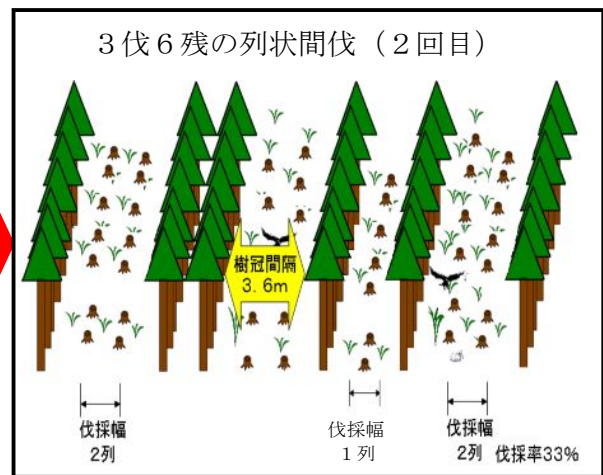 ３伐６残の列状間伐（２回目）
樹冠間隔
3.6m
伐採幅
2列
伐採幅
１列
伐採幅
2列 伐採率33%